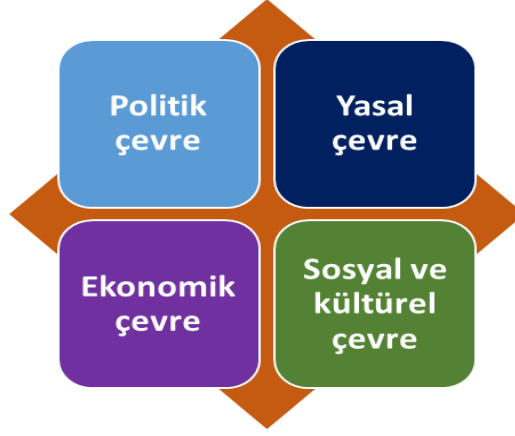 Politik
çevre
Yasal
çevre
Ekonomik
çevre
Sosyal ve
kültürel
çevre